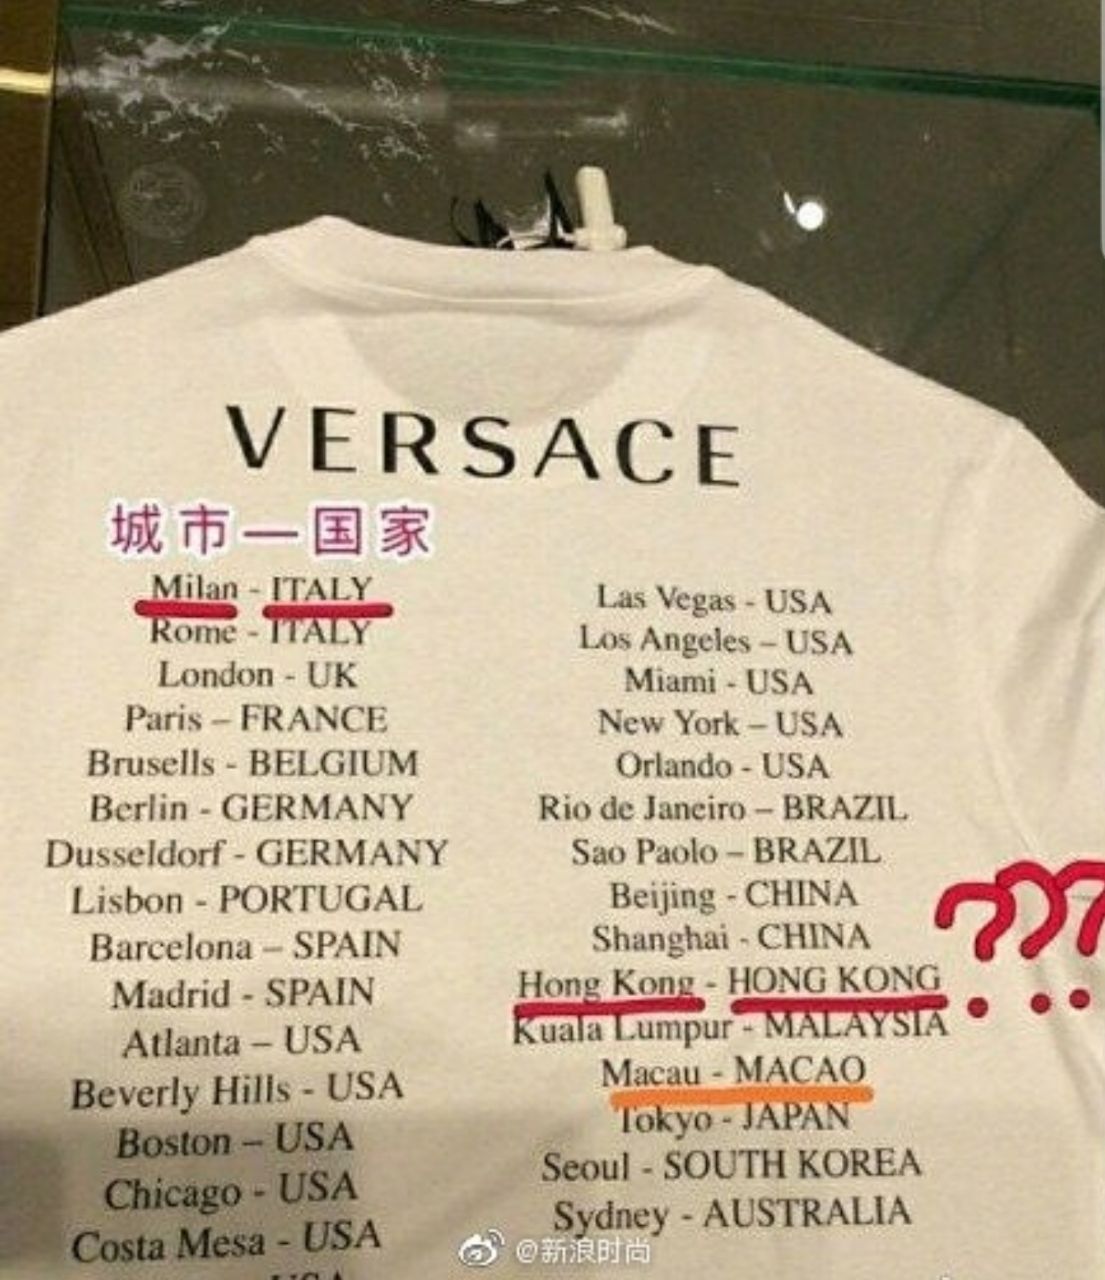 VERSACE
城市—国家
Milan - ITALY
Rome - ITALY
London - UK
Paris – FRANCE
Brusells - BELGIUM
Berlin - GERMANY
Dusseldorf - GERMANY
Lisbon - PORTUGAL
Barcelona – SPAIN
Madrid - SPAIN
Atlanta – USA
Beverly Hills - USA
Boston – USA
Chicago - USA
Costa Mesa - USA
USA
Las Vegas - USA
Los Angeles – USA
Miami - USA
New York – USA
Orlando - USA
Rio de Janeiro – BRAZIL
Sao Paolo – BRAZIL
Beijing - CHINA
Shanghai - CHINA
Hong Kong - HONG KONG ???
Kuala Lumpur - MALAYSIA
Macau - MACAO
Tokyo - JAPAN
Seoul - SOUTH KOREA
Sydney - AUSTRALIA
@新浪时尚